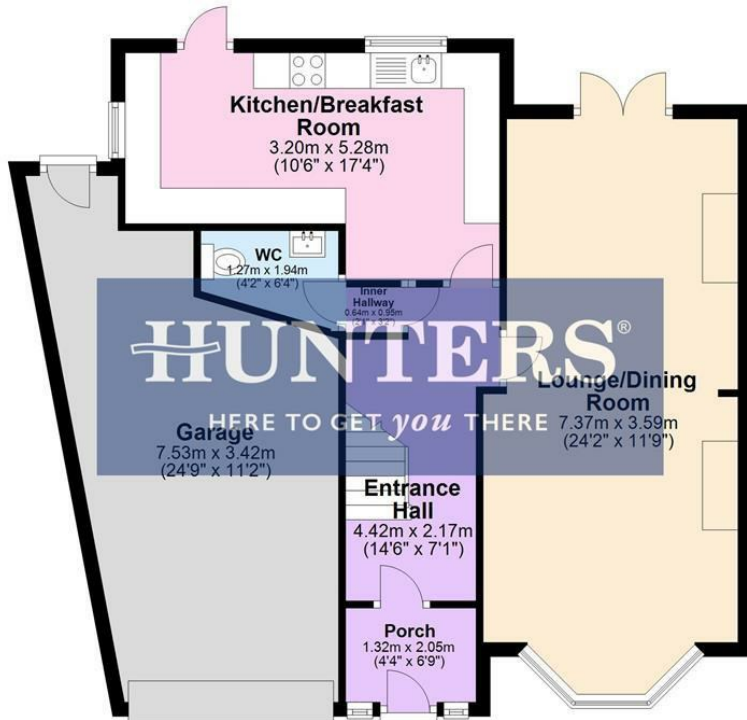 Kitchen/Breakfast
Room
3.20m x 5.28m
(10'6" x 17'4")
WC
1.27m x 1.94m
(4'2" x 6'4")
Inner
Hallway
0.64m x 0.95m
HUNTERS®
HERE TO GET you THERE
Lounge/Dining
Room
7.37m x 3.59m
(24'2" x 11'9")
Garage
7.53m x 3.42m
(24'9" x 11'2")
Entrance
Hall
4.42m x 2.17m
(14'6" x 7'1")
Porch
1.32m x 2.05m
(4'4" x 6'9")